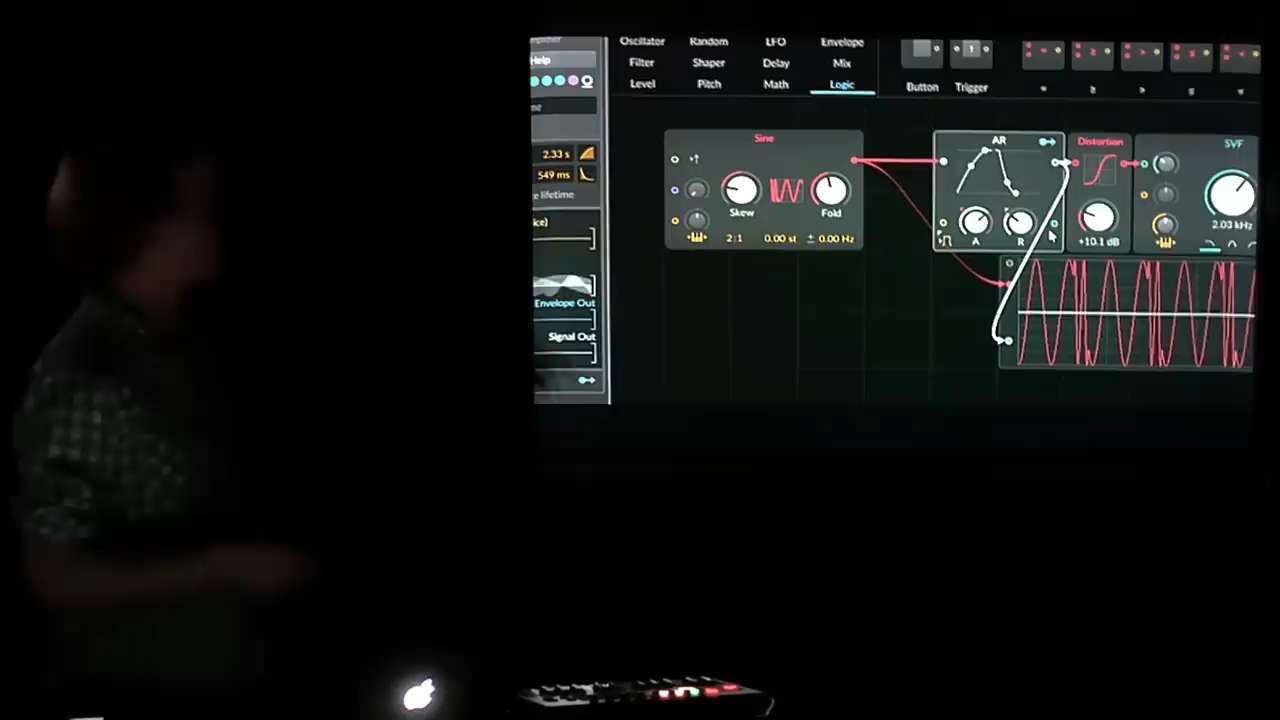 Oscillator Random LFO Envelope
Help
Filter Shaper Delay Mix
Level Pitch Math Logic
Button Trigger
1
Sine
AR
Distortion
SVF
2.33 s
549 ms
lifetime
Skew
Fold
A
R
2.03 kHz
2:1
0.00 st
± 0.00 Hz
+10.1 dB
Envelope Out
Signal Out